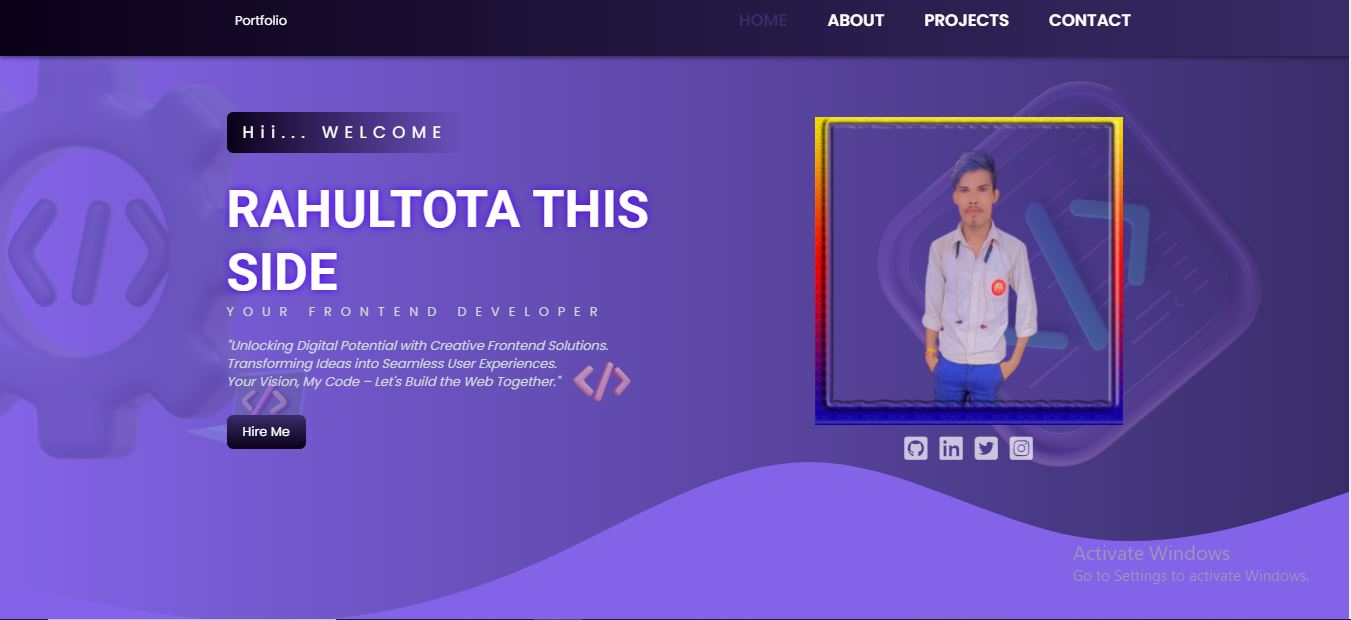 Portfolio
HOME ABOUT PROJECTS CONTACT
Hii... WELCOME
RAHULTOTA THIS
SIDE
YOUR FRONTEND DEVELOPER
"Unlocking Digital Potential with Creative Frontend Solutions.
Transforming Ideas into Seamless User Experiences.
Your Vision, My Code – Let's Build the Web Together."
Hire Me
in
Activate Windows
Go to Settings to activate Windows.